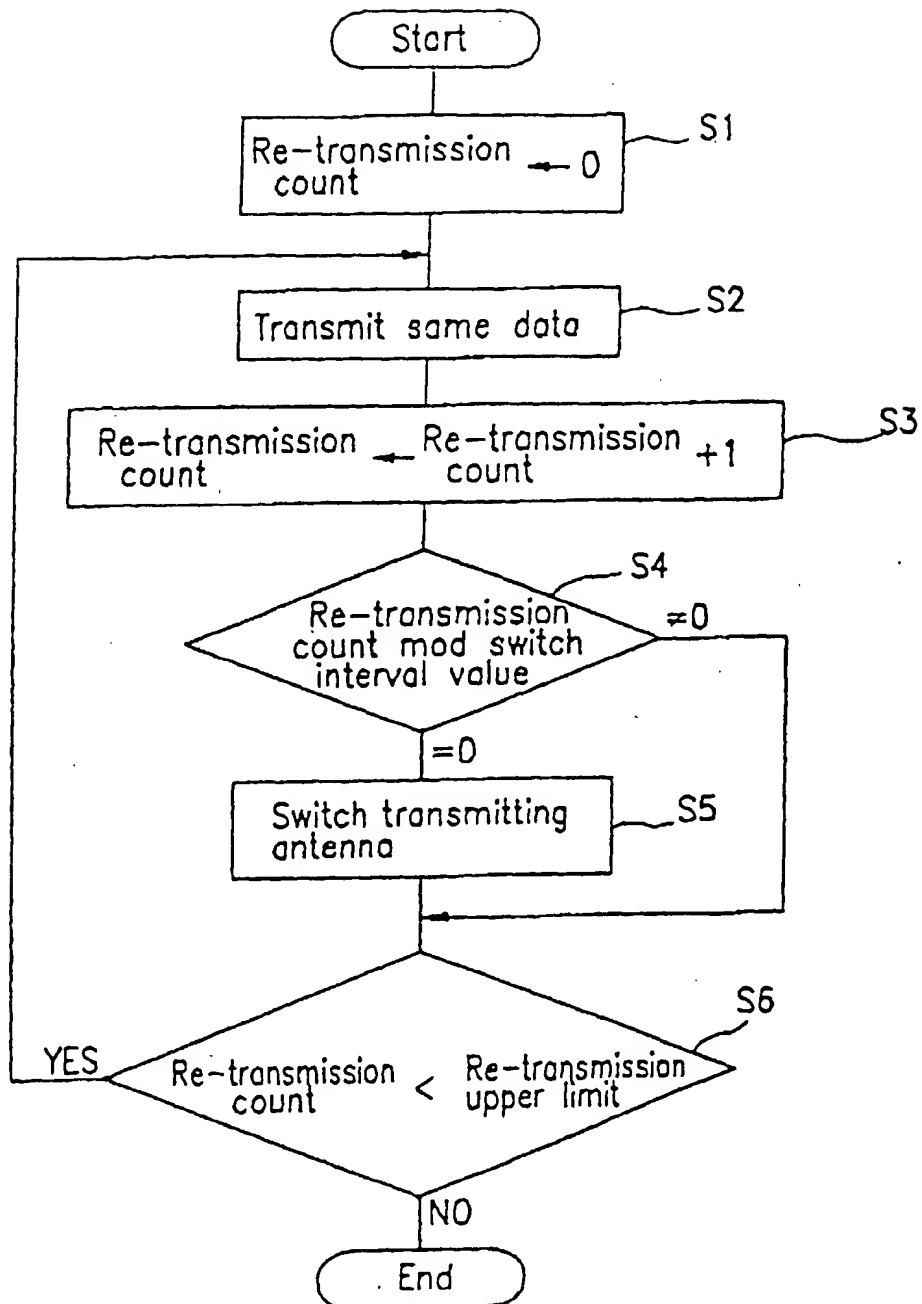 Start
S1
Re-transmission
count ← 0
S2
Transmit same data
S3
Re-transmission ← Re-transmission +1
count count
S4
Re-transmission
count mod switch
interval value
≠0
=0
Switch transmitting
antenna
S5
S6
YES
Re-transmission < Re-transmission
count upper limit
NO
End